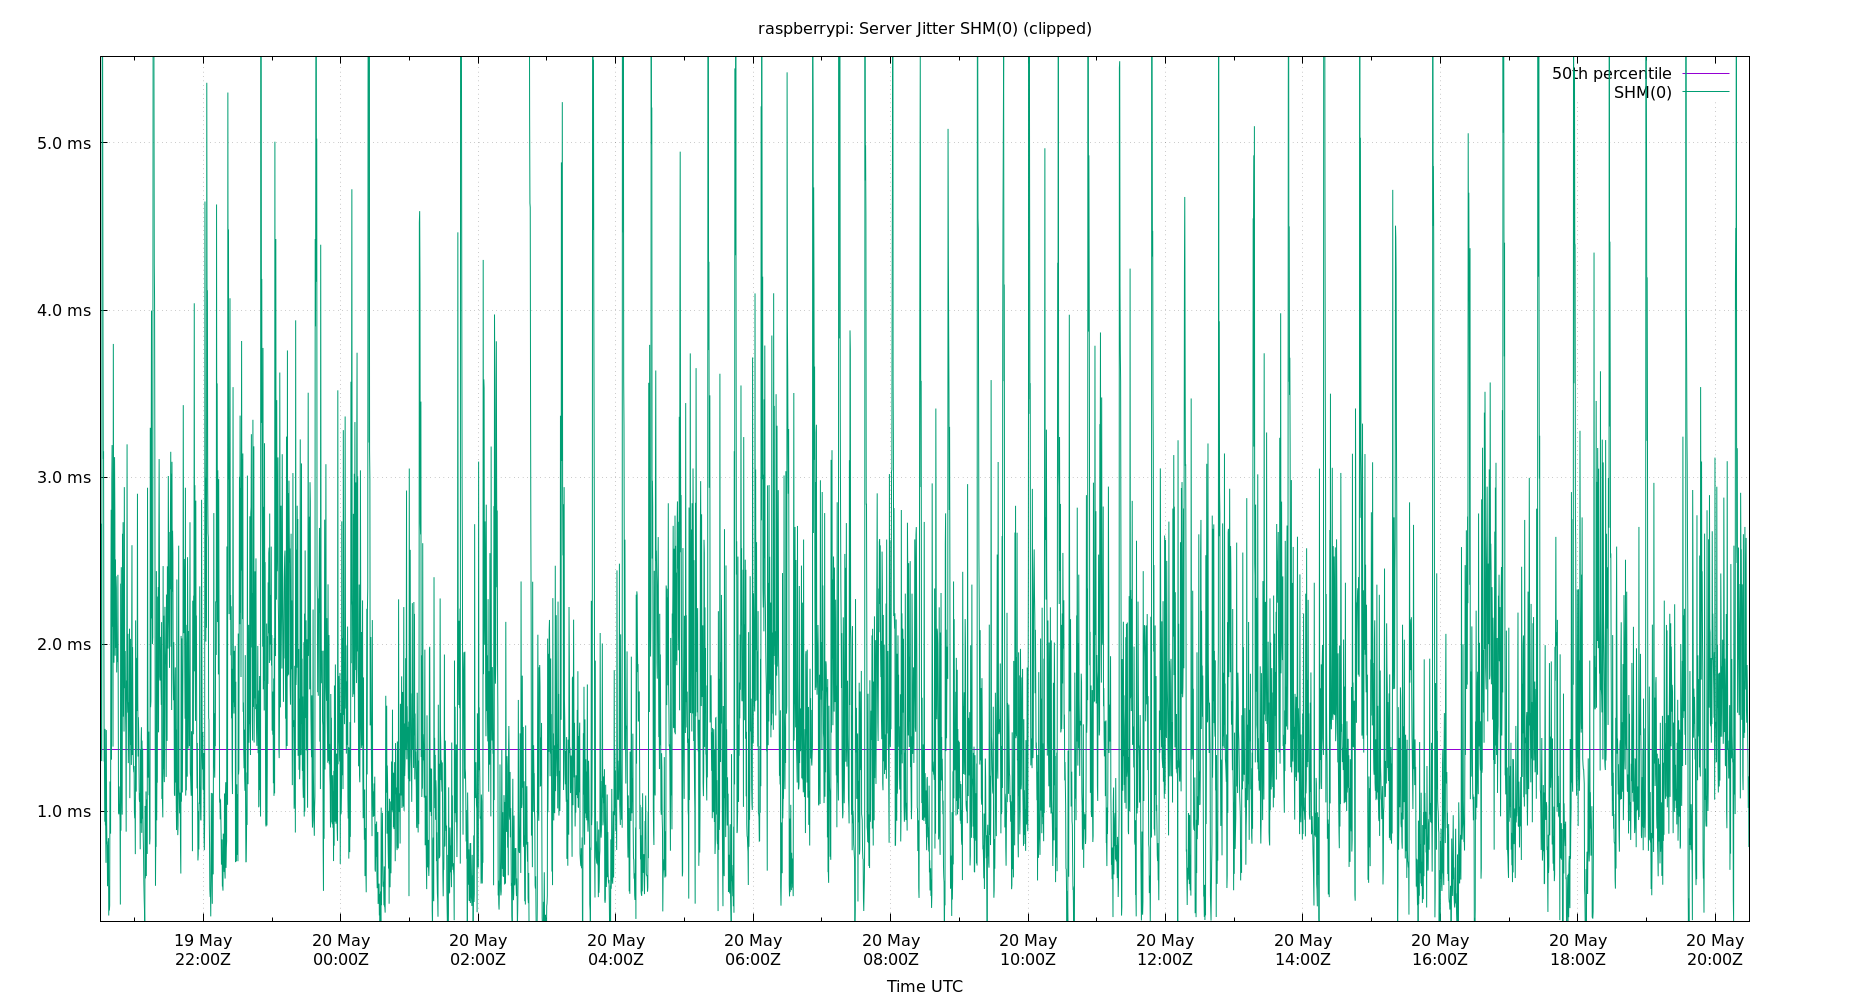 raspberrypi: Server Jitter SHM(0) (clipped)
50th percentile
SHM(0)
5.0 ms
4.0 ms
3.0 ms
2.0 ms
1.0 ms
19 May 20 May 20 May 20 May 20 May 20 May 20 May 20 May 20 May 20 May 20 May 20 May
22:00Z 00:00Z 02:00Z 04:00Z 06:00Z 08:00Z 10:00Z 12:00Z 14:00Z 16:00Z 18:00Z 20:00Z
Time UTC